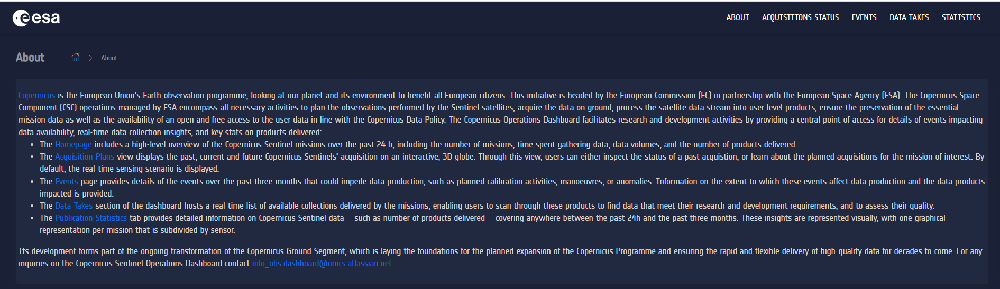 esa
ABOUT ACQUISITIONS STATUS EVENTS DATA TAKES STATISTICS
About
About
Copernicus is the European Union's Earth observation programme, looking at our planet and its environment to benefit all European citizens. This initiative is headed by the European Commission (EC) in partnership with the European Space Agency (ESA). The Copernicus Space
Component (CSC) operations managed by ESA encompass all necessary activities to plan the observations performed by the Sentinel satellites, acquire the data on ground, process the satellite data stream into user level products, ensure the preservation of the essential
mission data as well as the availability of an open and free access to the user data in line with the Copernicus Data Policy. The Copernicus Operations Dashboard facilitates research and development activities by providing a central point of access for details of events impacting
data availability, real-time data collection insights, and key stats on products delivered:
• The Homepage includes a high-level overview of the Copernicus Sentinel missions over the past 24 h, including the number of missions, time spent gathering data, data volumes, and the number of products delivered.
• The Acquisition Plans view displays the past, current and future Copernicus Sentinels' acquisition on an interactive, 3D globe. Through this view, users can either inspect the status of a past acquistion, or learn about the planned acquisitions for the mission of interest. By
default, the real-time sensing scenario is displayed.
• The Events page provides details of the events over the past three months that could impede data production, such as planned calibration activities, manoeuvres, or anomalies. Information on the extent to which these events affect data production and the data products
impacted is provided.
• The Data Takes section of the dashboard hosts a real-time list of available collections delivered by the missions, enabling users to scan through these products to find data that meet their research and development requirements, and to assess their quality.
• The Publication Statistics tab provides detailed information on Copernicus Sentinel data – such as number of products delivered – covering anywhere between the past 24h and the past three months. These insights are represented visually, with one graphical
representation per mission that is subdivided by sensor.
Its development forms part of the ongoing transformation of the Copernicus Ground Segment, which is laying the foundations for the planned expansion of the Copernicus Programme and ensuring the rapid and flexible delivery of high-quality data for decades to come. For any
inquiries on the Copernicus Sentinel Operations Dashboard contact info_obs.dashboard@omcs.atlassian.net.